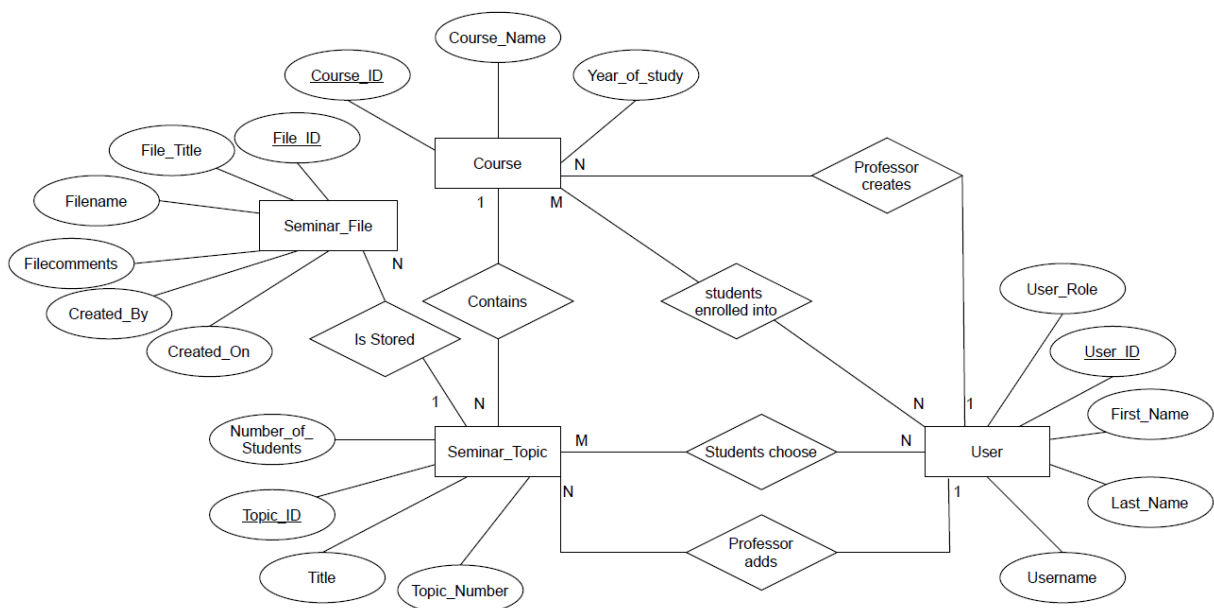 Course_Name
Course_ID
Year_of_study
File_ID
File_Title
Course
N
Professor
creates
Filename
1
M
Seminar_File
N
Filecomments
User_Role
Contains
students
enrolled into
Created_By
Is Stored
Created_On
User_ID
1
N
N
1
First_Name
Number_of_
Students
M
N
Seminar_Topic
Students choose
User
N
1
Last_Name
Topic_ID
Professor
adds
Title
Topic_Number
Username